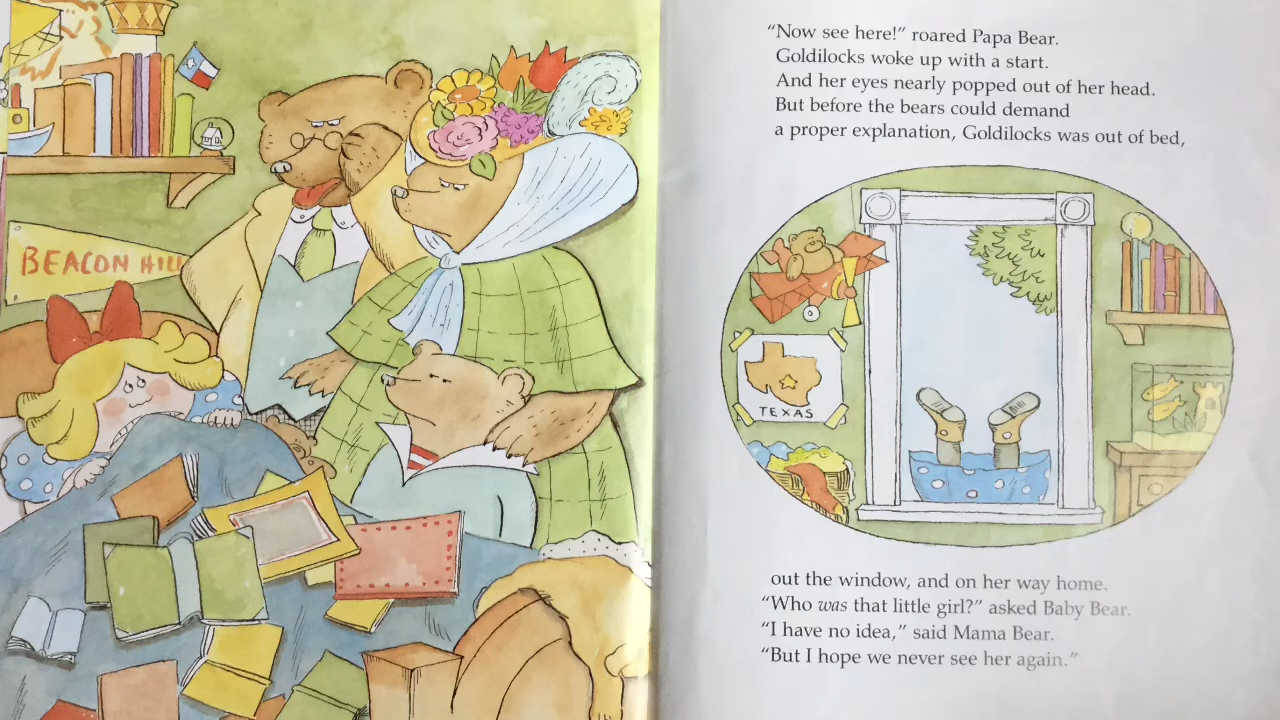 BEACON HILL
“Now see here!” roared Papa Bear.
Goldilocks woke up with a start.
And her eyes nearly popped out of her head.
But before the bears could demand
a proper explanation, Goldilocks was out of bed,
TEXAS
out the window, and on her way home.
“Who was that little girl?” asked Baby Bear.
“I have no idea,” said Mama Bear.
“But I hope we never see her again.”